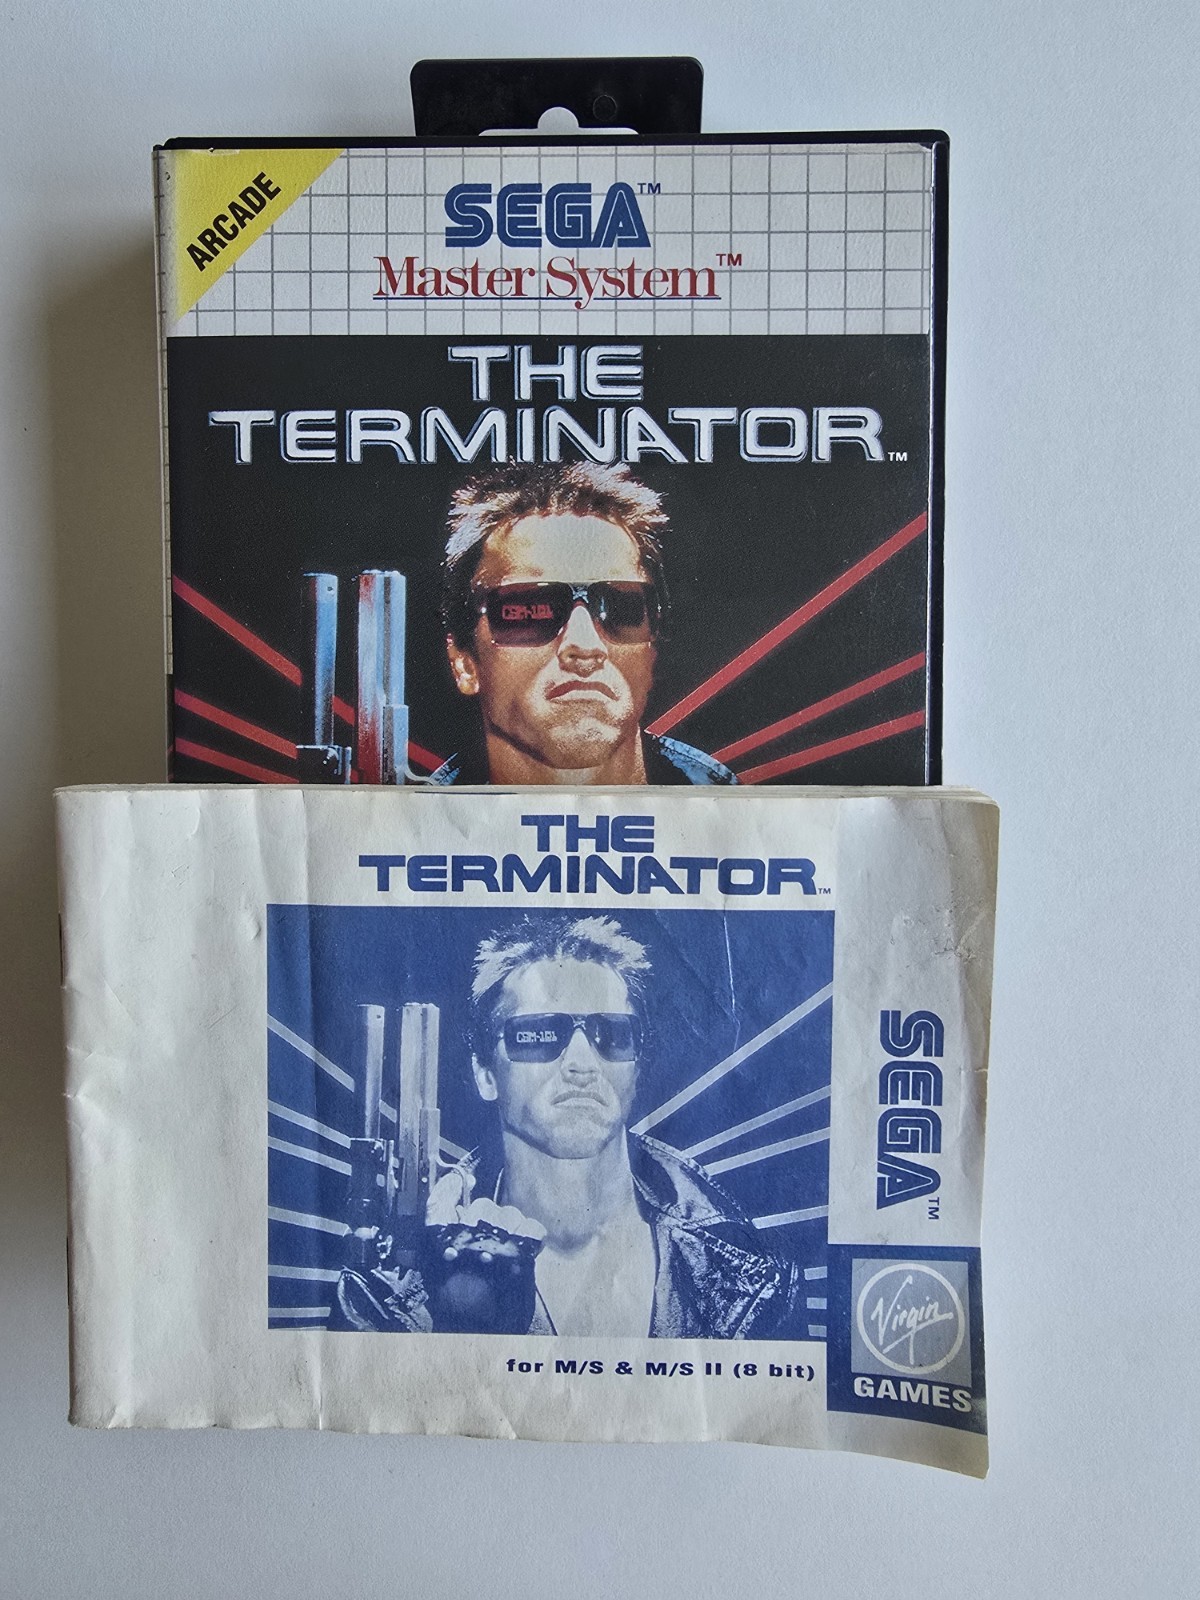 ARCADE
SEGA™
Master System™
THE
TERMINATOR™
CSM-101
THE
TERMINATOR™
CSM-101
SEGA™
Virgin
GAMES
for M/S & M/S II (8 bit)